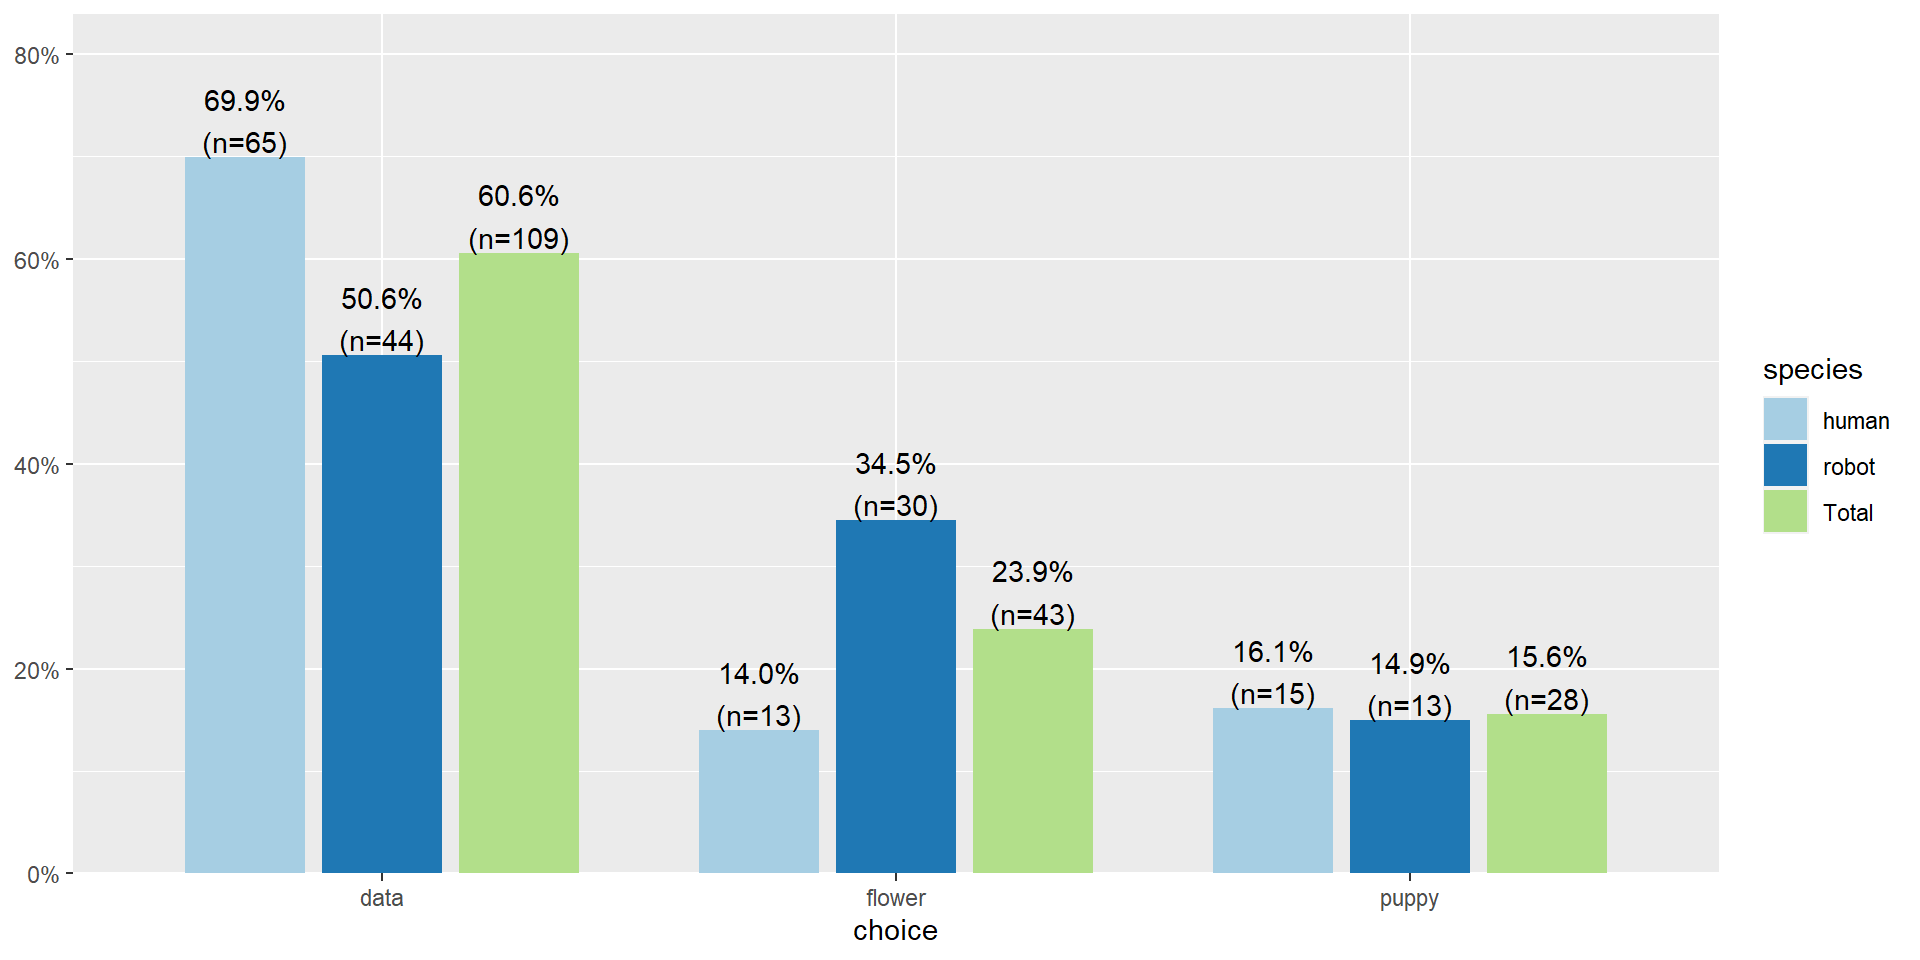 80%
60%
40%
20%
0%
69.9%
(n=65)
50.6%
(n=44)
60.6%
(n=109)
14.0%
(n=13)
34.5%
(n=30)
23.9%
(n=43)
16.1%
(n=15)
14.9%
(n=13)
15.6%
(n=28)
data
flower
puppy
choice
species
human
robot
Total